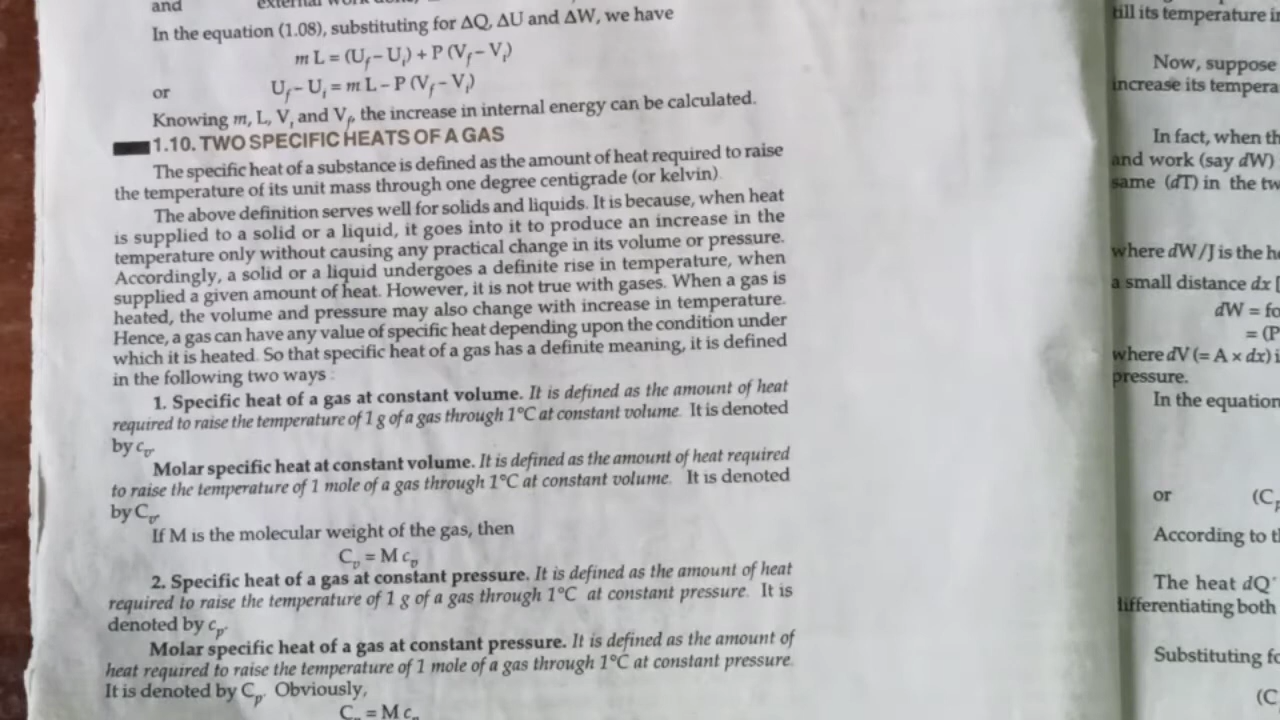 and external work done,
In the equation (1.08), substituting for ΔQ, ΔU and ΔW, we have
m L = (U_f – U_i) + P (V_f – V_i)
or U_f – U_i = m L – P (V_f – V_i)
Knowing m, L, V_i and V_f, the increase in internal energy can be calculated.
1.10. TWO SPECIFIC HEATS OF A GAS
The specific heat of a substance is defined as the amount of heat required to raise
the temperature of its unit mass through one degree centigrade (or kelvin).
The above definition serves well for solids and liquids. It is because, when heat
is supplied to a solid or a liquid, it goes into it to produce an increase in the
temperature only without causing any practical change in its volume or pressure.
Accordingly, a solid or a liquid undergoes a definite rise in temperature, when
supplied a given amount of heat. However, it is not true with gases. When a gas is
heated, the volume and pressure may also change with increase in temperature.
Hence, a gas can have any value of specific heat depending upon the condition under
which it is heated. So that specific heat of a gas has a definite meaning, it is defined
in the following two ways :
1. Specific heat of a gas at constant volume. It is defined as the amount of heat
required to raise the temperature of 1 g of a gas through 1°C at constant volume. It is denoted
by c_v.
Molar specific heat at constant volume. It is defined as the amount of heat required
to raise the temperature of 1 mole of a gas through 1°C at constant volume. It is denoted
by C_v.
If M is the molecular weight of the gas, then
C_v = M c_v
2. Specific heat of a gas at constant pressure. It is defined as the amount of heat
required to raise the temperature of 1 g of a gas through 1°C at constant pressure. It is
denoted by c_p.
Molar specific heat of a gas at constant pressure. It is defined as the amount of
heat required to raise the temperature of 1 mole of a gas through 1°C at constant pressure.
It is denoted by C_p. Obviously,
C_p = M c_p
till its temperature
Now, suppose
increase its tempera
In fact, when th
and work (say dW)
same (dT) in the tw
where dW/J is the he
a small distance dx [
dW = fo
= (P
where dV (= A × dx) i
pressure.
In the equation
or (C_p
According to t
The heat dQ'
differentiating both
Substituting fo
(C